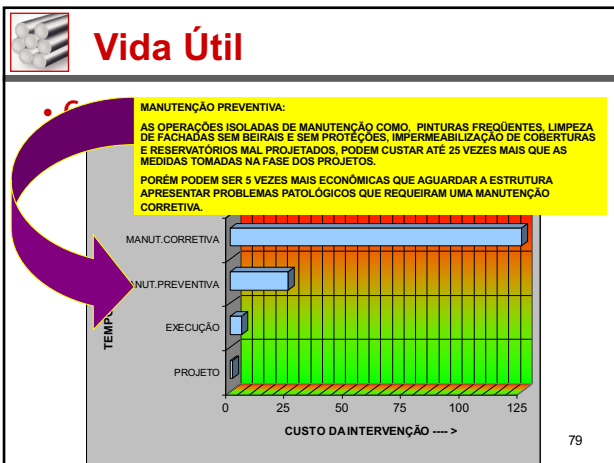 Vida Útil
•
MANUTENÇÃO PREVENTIVA:
AS OPERAÇÕES ISOLADAS DE MANUTENÇÃO COMO, PINTURAS FREQÜENTES, LIMPEZA
DE FACHADAS SEM BEIRAIS E SEM PROTEÇÕES, IMPERMEABILIZAÇÃO DE COBERTURAS
E RESERVATÓRIOS MAL PROJETADOS, PODEM CUSTAR ATÉ 25 VEZES MAIS QUE AS
MEDIDAS TOMADAS NA FASE DOS PROJETOS.
PORÉM PODEM SER 5 VEZES MAIS ECONÔMICAS QUE AGUARDAR A ESTRUTURA
APRESENTAR PROBLEMAS PATOLÓGICOS QUE REQUEIRAM UMA MANUTENÇÃO
CORRETIVA.
MANUT.CORRETIVA
NUT.PREVENTIVA
EXECUÇÃO
PROJETO
TEMP
0 25 50 75 100 125
CUSTO DA INTERVENÇÃO ---- >
79